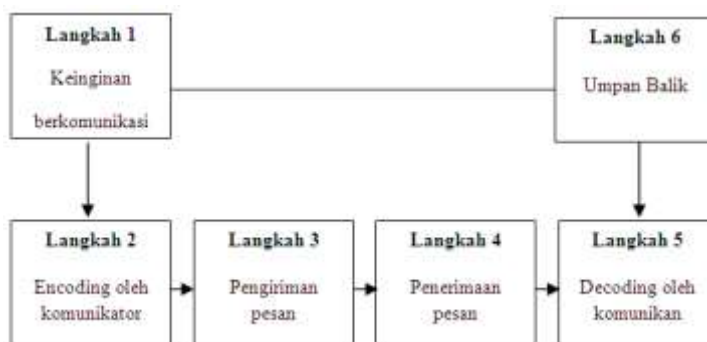 Langkah 1
Keinginan
berkomunikasi
Langkah 6
Umpan Balik
Langkah 2
Encoding oleh
komunikator
Langkah 3
Pengiriman
pesan
Langkah 4
Penerimaan
pesan
Langkah 5
Decoding oleh
komunikan